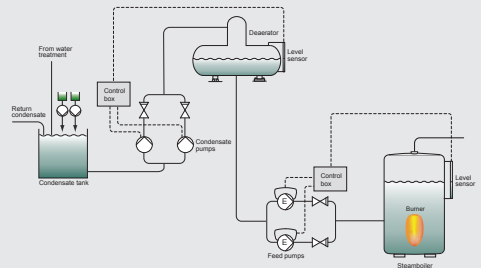 Deaerator
From water
treatment
Level
sensor
Control
box
Return
condensate
Condensate
pumps
Condensate tank
Control
box
Level
sensor
E
Burner
E
Feed pumps
Steamboiler